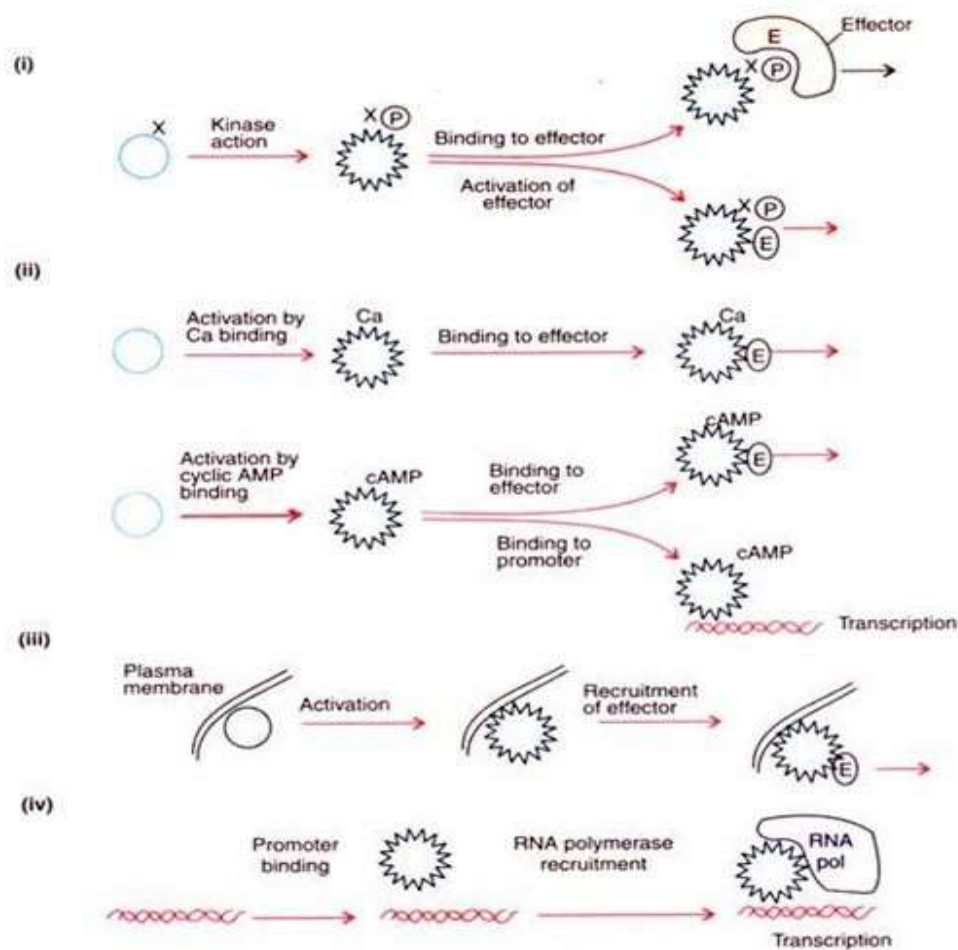 (i)
E
Effector
X
P
X
Kinase
action
X
P
Binding to effector
Activation of
effector
X
P
E
(ii)
Activation by
Ca binding
Ca
Binding to effector
Ca
E
Activation by
cyclic AMP
binding
cAMP
Binding to
effector
Binding to
promoter
cAMP
E
cAMP
Transcription
(iii)
Plasma
membrane
Activation
Recruitment
of effector
E
(iv)
Promoter
binding
RNA polymerase
recruitment
RNA
pol
Transcription